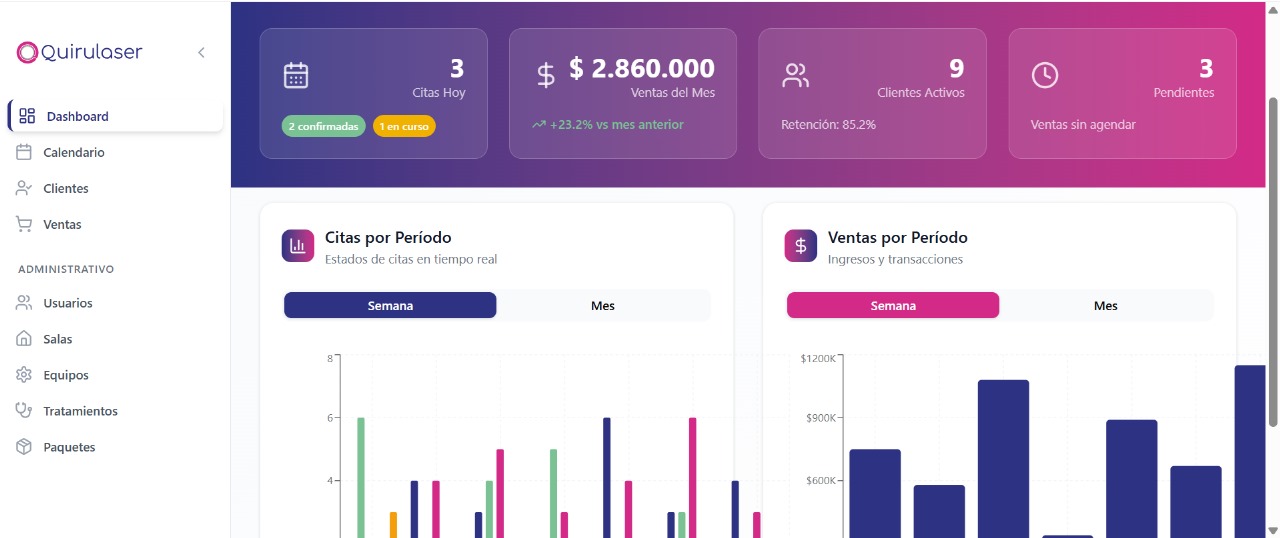 Quirulaser
Dashboard
Calendario
Clientes
Ventas
ADMINISTRATIVO
Usuarios
Salas
Equipos
Tratamientos
Paquetes
3
Citas Hoy
2 confirmadas
1 en curso
$ 2.860.000
Ventas del Mes
+23.2% vs mes anterior
9
Clientes Activos
Retención: 85.2%
3
Pendientes
Ventas sin agendar
Citas por Período
Estados de citas en tiempo real
Semana
Mes
8
6
4
Ventas por Período
Ingresos y transacciones
Semana
Mes
$1200K
$900K
$600K